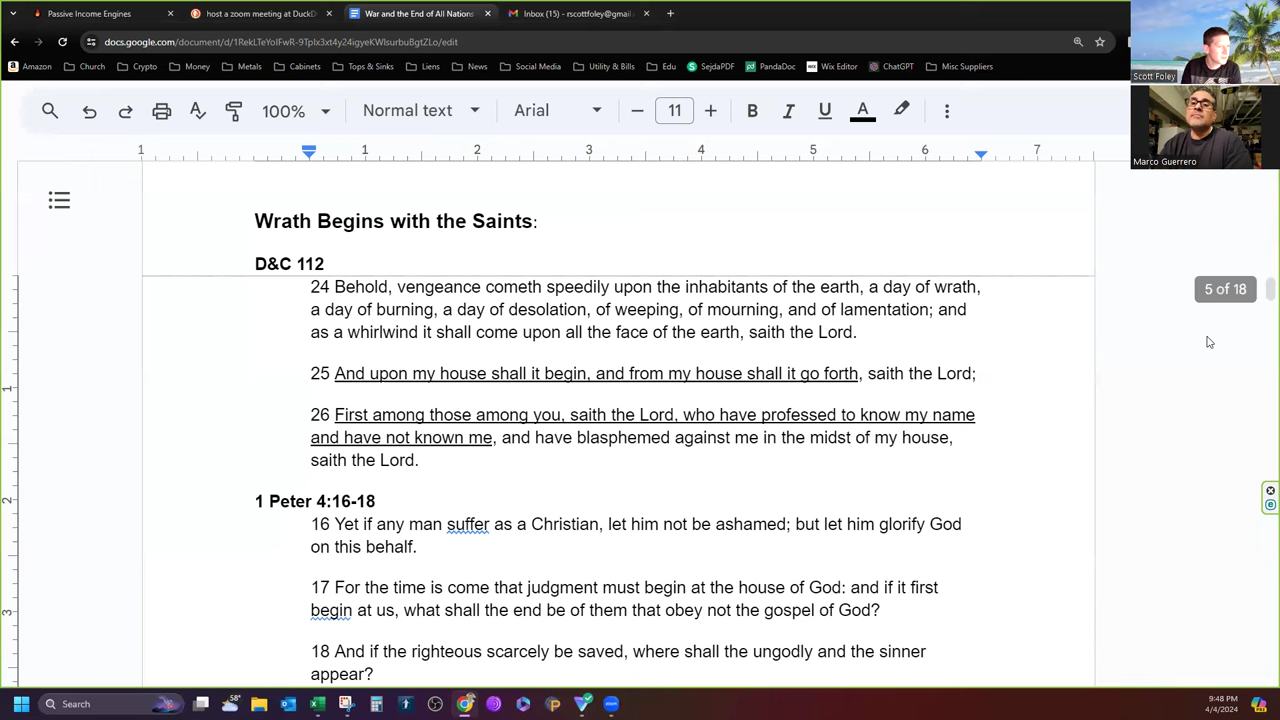 Passive Income Engines
host a zoom meeting at DuckD
War and the End of All Nations
Inbox (15) - rscottfoley@gmail.
docs.google.com/document/d/1RekLTeYoIFwR-9Tplx3xt4y24igyeKWIsurbuBgtZLo/edit
Amazon Church Crypto Money Metals Cabinets Tops & Sinks Liens News Social Media Utility & Bills Edu SejdaPDF PandaDoc Wix Editor ChatGPT Misc Suppliers
Scott Foley
Marco Guerrero
100% Normal text Arial 11 B I U A
1 1 2 3 4 5 6 7
Wrath Begins with the Saints:
D&C 112
24 Behold, vengeance cometh speedily upon the inhabitants of the earth, a day of wrath,
a day of burning, a day of desolation, of weeping, of mourning, and of lamentation; and
as a whirlwind it shall come upon all the face of the earth, saith the Lord.
5 of 18
25 And upon my house shall it begin, and from my house shall it go forth, saith the Lord;
1
26 First among those among you, saith the Lord, who have professed to know my name
and have not known me, and have blasphemed against me in the midst of my house,
saith the Lord.
1 Peter 4:16-18
2
16 Yet if any man suffer as a Christian, let him not be ashamed; but let him glorify God
on this behalf.
17 For the time is come that judgment must begin at the house of God: and if it first
begin at us, what shall the end be of them that obey not the gospel of God?
3
18 And if the righteous scarcely be saved, where shall the ungodly and the sinner
appear?
Search
58°
9:48 PM
4/4/2024